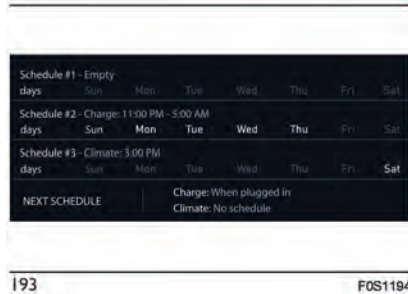 Schedule #1 - Empty
days Sun Mon Tue Wed Thu Fri Sat
Schedule #2 - Charge: 11:00 PM - 5:00 AM
days Sun Mon Tue Wed Thu Fri Sat
Schedule #3 - Climate: 3:00 PM
days Sun Mon Tue Wed Thu Fri Sat
NEXT SCHEDULE
Charge: When plugged in
Climate: No schedule
193 F0S1194